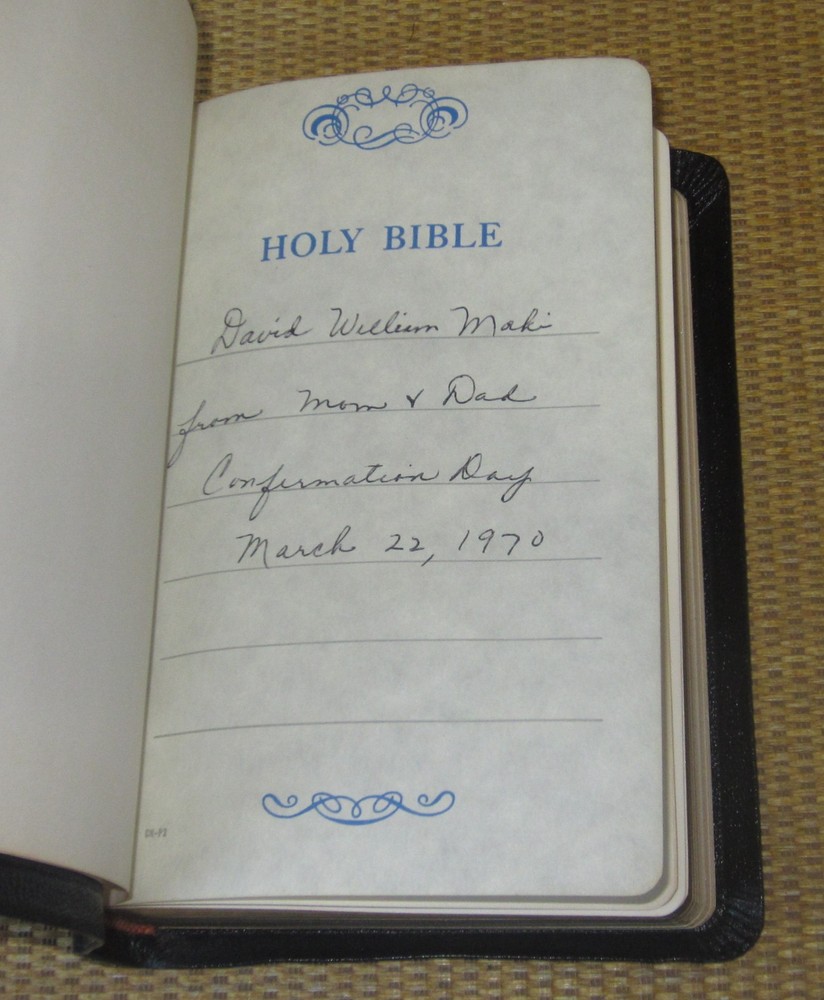 HOLY BIBLE
David William Maki
from Mom & Dad
Confirmation Day
March 22, 1970